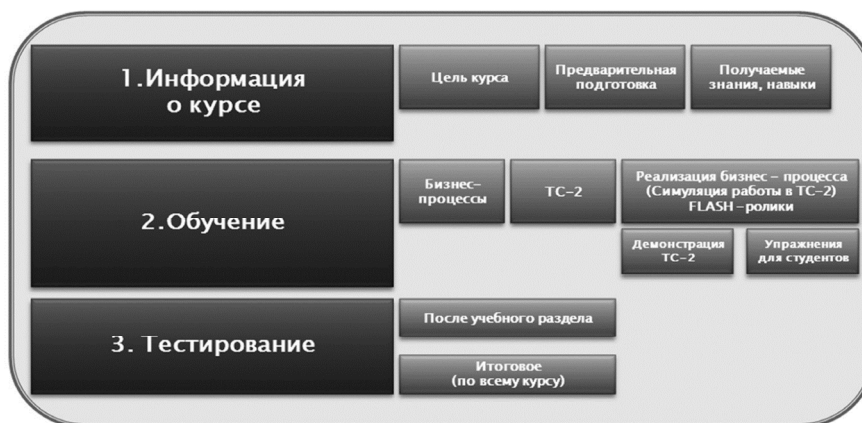 1.Информация
о курсе
Цель курса
Предварительная
подготовка
Получаемые
знания, навыки
2.Обучение
Бизнес–
процессы
ТС–2
Реализация бизнес – процесса
(Симуляция работы в ТС–2)
FLASH –ролики
Демонстрация
ТС–2
Упражнения
для студентов
3. Тестирование
После учебного раздела
Итоговое
(по всему курсу)